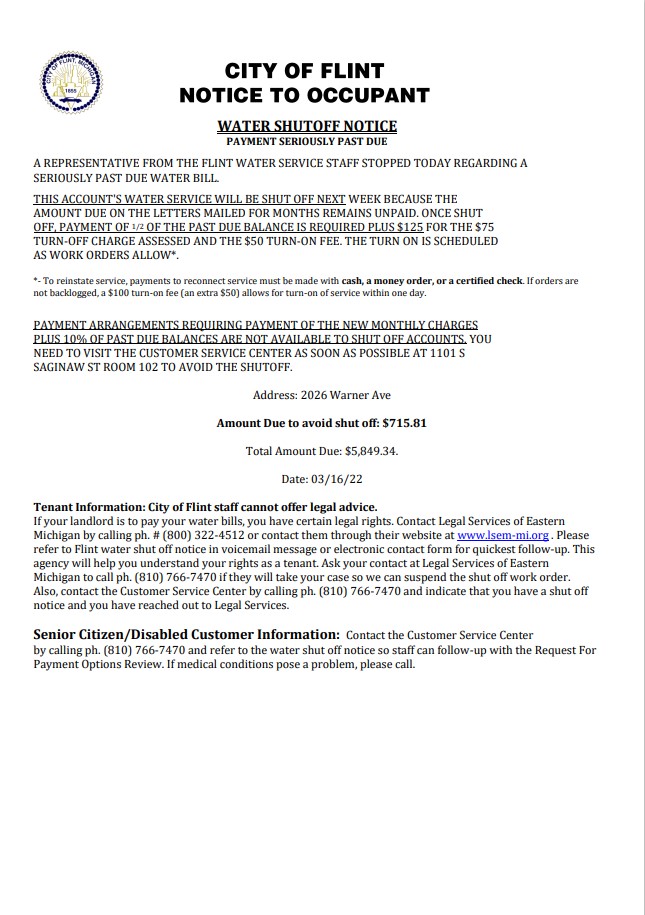 CITY OF FLINT, MICHIGAN
1855
CITY OF FLINT
NOTICE TO OCCUPANT
WATER SHUTOFF NOTICE
PAYMENT SERIOUSLY PAST DUE
A REPRESENTATIVE FROM THE FLINT WATER SERVICE STAFF STOPPED TODAY REGARDING A
SERIOUSLY PAST DUE WATER BILL.
THIS ACCOUNT'S WATER SERVICE WILL BE SHUT OFF NEXT WEEK BECAUSE THE
AMOUNT DUE ON THE LETTERS MAILED FOR MONTHS REMAINS UNPAID. ONCE SHUT
OFF, PAYMENT OF 1/2 OF THE PAST DUE BALANCE IS REQUIRED PLUS $125 FOR THE $75
TURN-OFF CHARGE ASSESSED AND THE $50 TURN-ON FEE. THE TURN ON IS SCHEDULED
AS WORK ORDERS ALLOW*.
*- To reinstate service, payments to reconnect service must be made with cash, a money order, or a certified check. If orders are
not backlogged, a $100 turn-on fee (an extra $50) allows for turn-on of service within one day.
PAYMENT ARRANGEMENTS REQUIRING PAYMENT OF THE NEW MONTHLY CHARGES
PLUS 10% OF PAST DUE BALANCES ARE NOT AVAILABLE TO SHUT OFF ACCOUNTS. YOU
NEED TO VISIT THE CUSTOMER SERVICE CENTER AS SOON AS POSSIBLE AT 1101 S
SAGINAW ST ROOM 102 TO AVOID THE SHUTOFF.
Address: 2026 Warner Ave
Amount Due to avoid shut off: $715.81
Total Amount Due: $5,849.34.
Date: 03/16/22
Tenant Information: City of Flint staff cannot offer legal advice.
If your landlord is to pay your water bills, you have certain legal rights. Contact Legal Services of Eastern
Michigan by calling ph. # (800) 322-4512 or contact them through their website at www.lsem-mi.org . Please
refer to Flint water shut off notice in voicemail message or electronic contact form for quickest follow-up. This
agency will help you understand your rights as a tenant. Ask your contact at Legal Services of Eastern
Michigan to call ph. (810) 766-7470 if they will take your case so we can suspend the shut off work order.
Also, contact the Customer Service Center by calling ph. (810) 766-7470 and indicate that you have a shut off
notice and you have reached out to Legal Services.
Senior Citizen/Disabled Customer Information: Contact the Customer Service Center
by calling ph. (810) 766-7470 and refer to the water shut off notice so staff can follow-up with the Request For
Payment Options Review. If medical conditions pose a problem, please call.